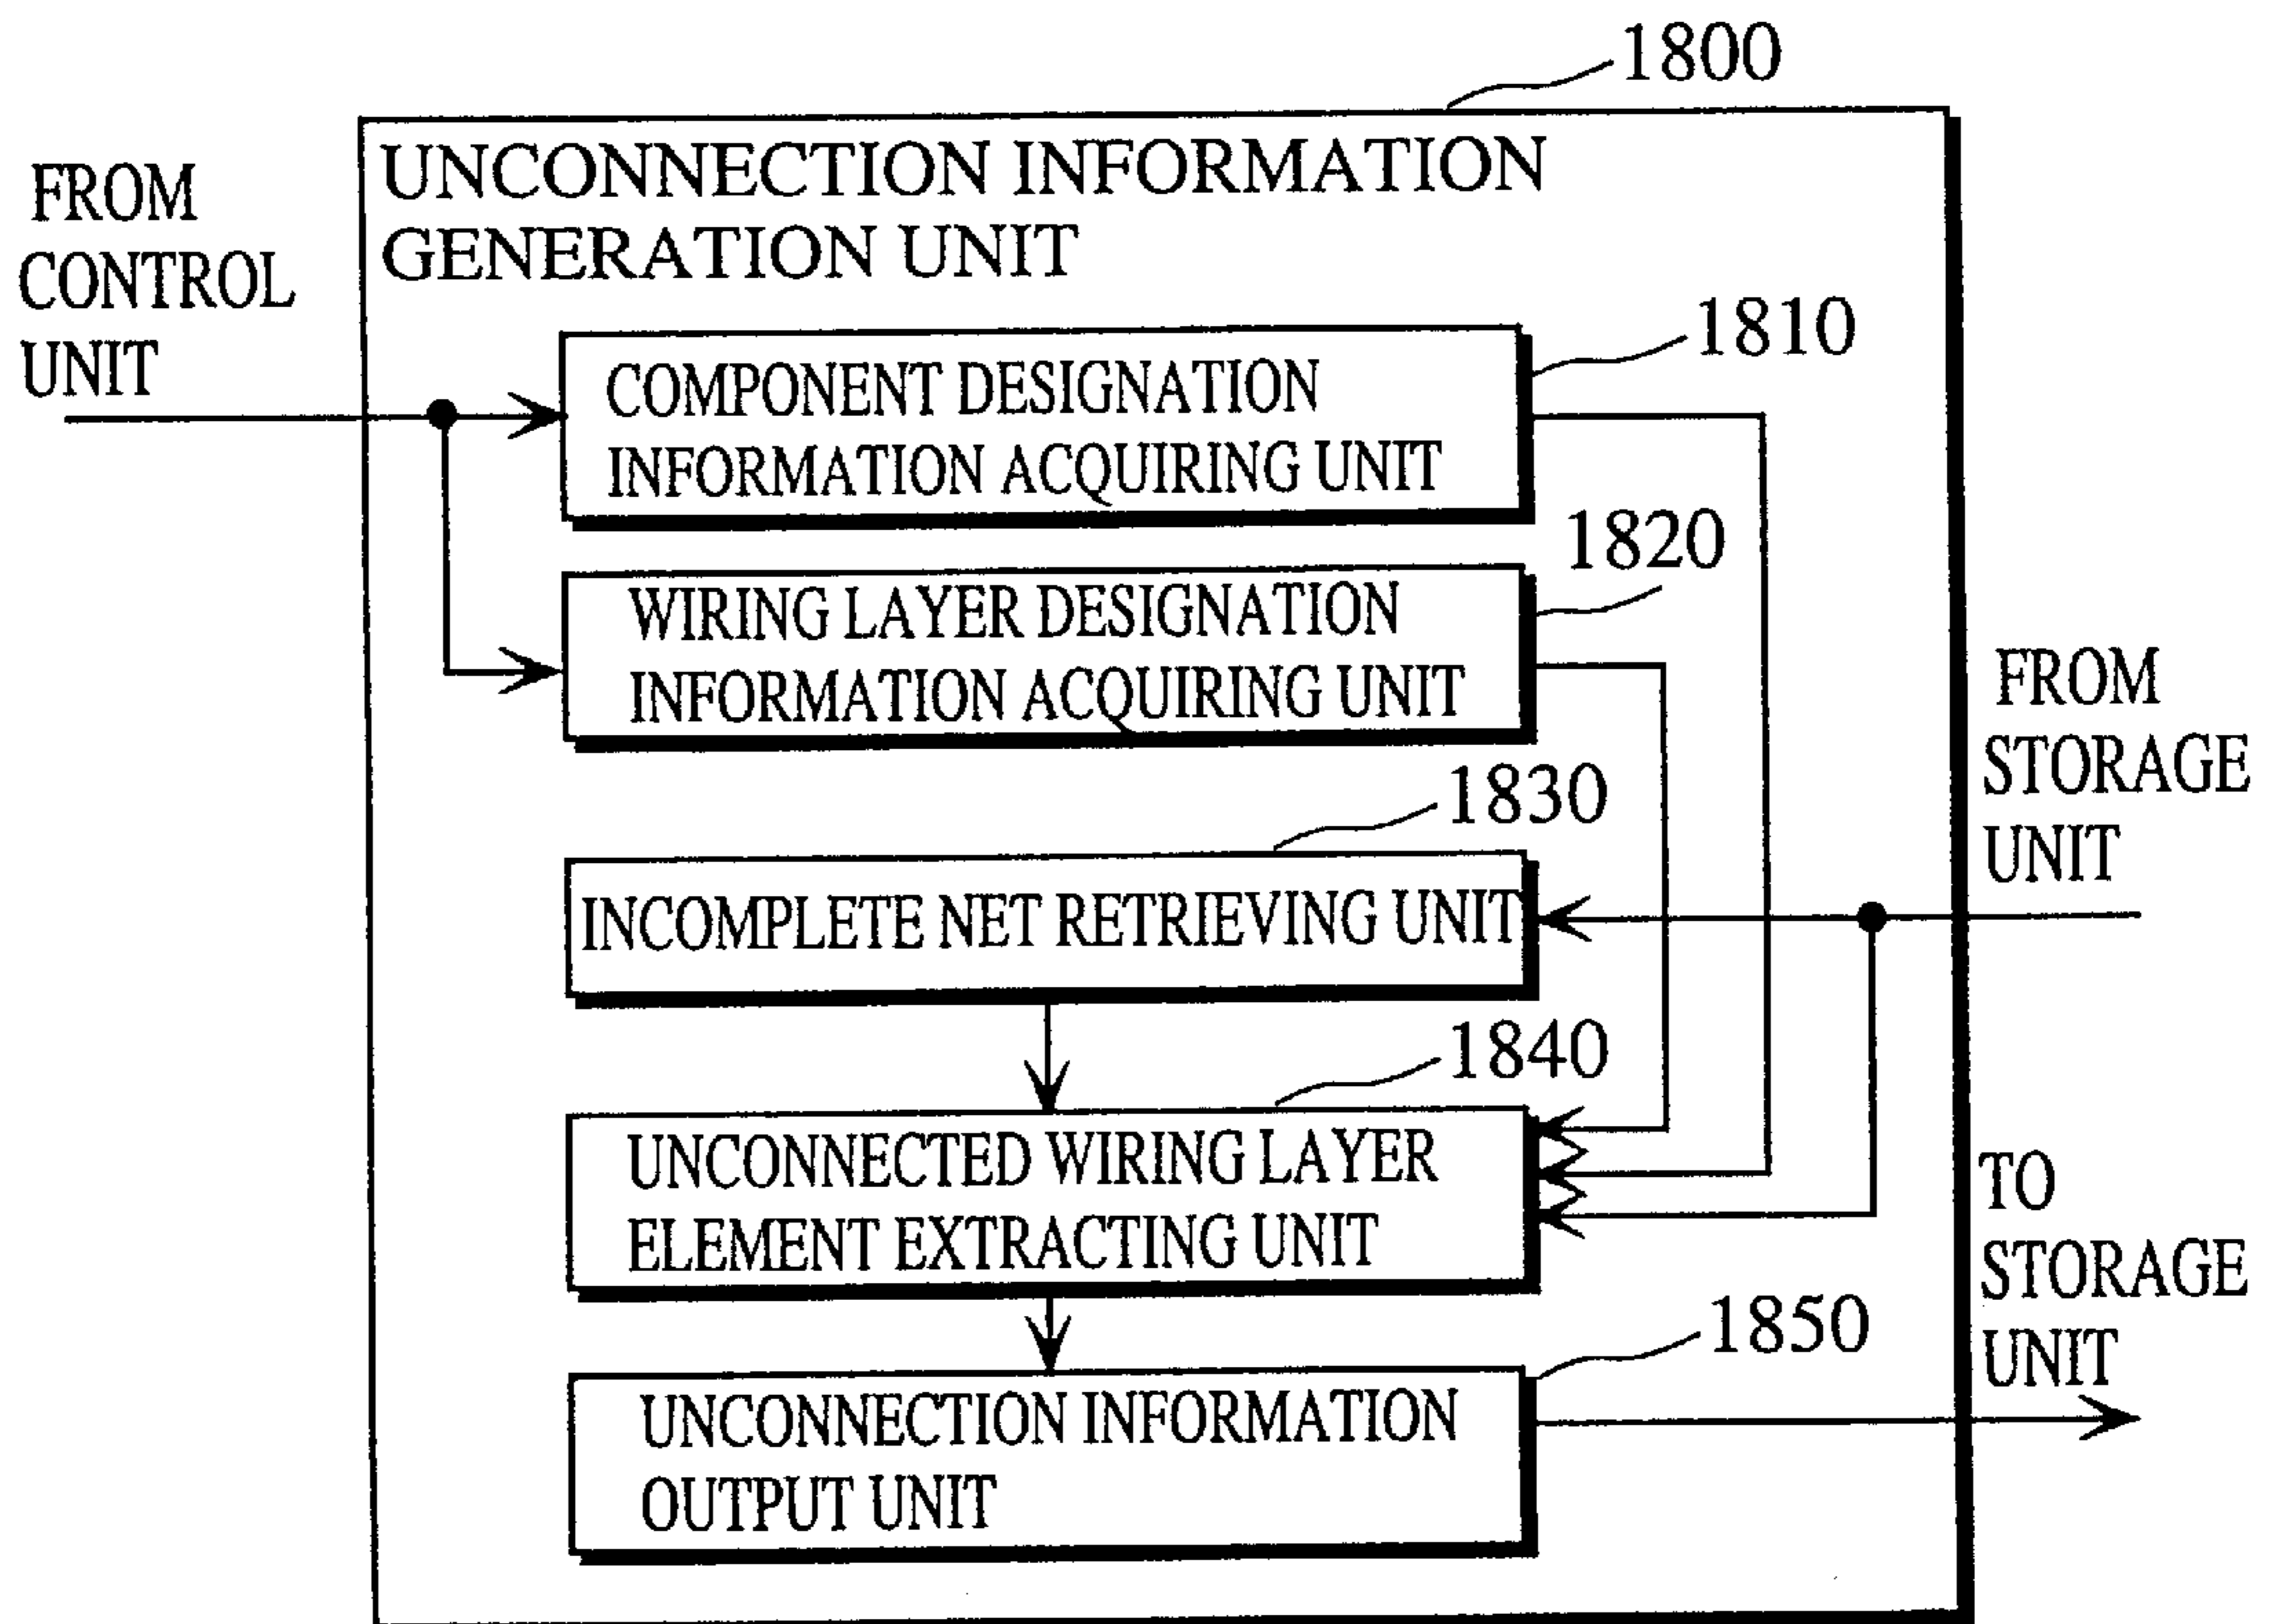 1800
UNCONNECTION INFORMATION
GENERATION UNIT
FROM
CONTROL
UNIT
1810
COMPONENT DESIGNATION
INFORMATION ACQUIRING UNIT
1820
WIRING LAYER DESIGNATION
INFORMATION ACQUIRING UNIT
FROM
STORAGE
UNIT
1830
INCOMPLETE NET RETRIEVING UNIT
1840
UNCONNECTED WIRING LAYER
ELEMENT EXTRACTING UNIT
TO
STORAGE
UNIT
1850
UNCONNECTION INFORMATION
OUTPUT UNIT